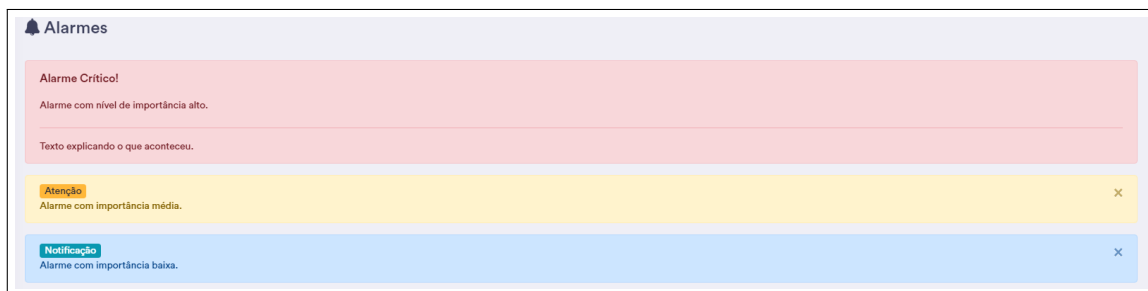 Alarmes
Alarme Crítico!
Alarme com nível de importância alto.
Texto explicando o que aconteceu.
Atenção
Alarme com importância média.
Notificação
Alarme com importância baixa.